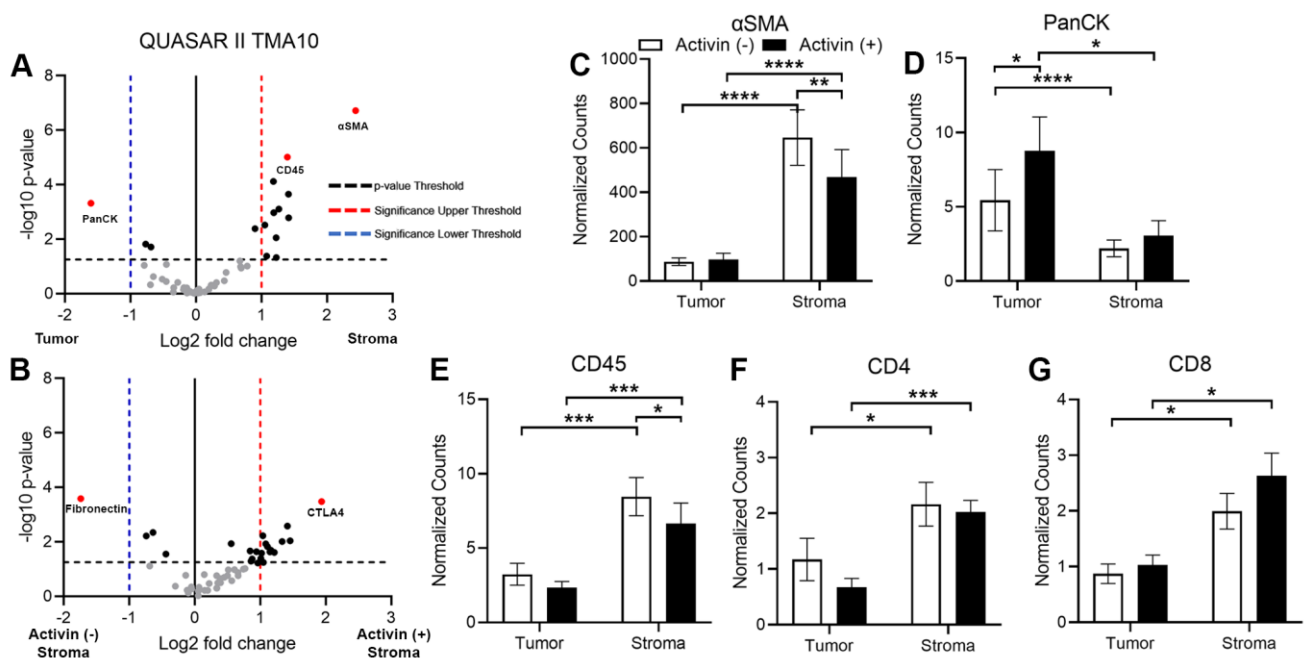 QUASAR II TMA10
A
-log10 p-value
8
6
4
2
0
-2
-1
0
1
2
3
αSMA
CD45
PanCK
p-value Threshold
Significance Upper Threshold
Significance Lower Threshold
Tumor
Log2 fold change
Stroma
B
-log10 p-value
8
6
4
2
0
-2
-1
0
1
2
3
Fibronectin
CTLA4
Activin (-)
Stroma
Log2 fold change
Activin (+)
Stroma
αSMA
Activin (-)
Activin (+)
C
Normalized Counts
1000
800
600
400
200
0
****
****
**
Tumor
Stroma
PanCK
D
Normalized Counts
15
10
5
0
*
*
****
Tumor
Stroma
CD45
E
Normalized Counts
15
10
5
0
***
***
*
Tumor
Stroma
CD4
F
Normalized Counts
4
3
2
1
0
***
*
Tumor
Stroma
CD8
G
Normalized Counts
4
3
2
1
0
*
*
Tumor
Stroma